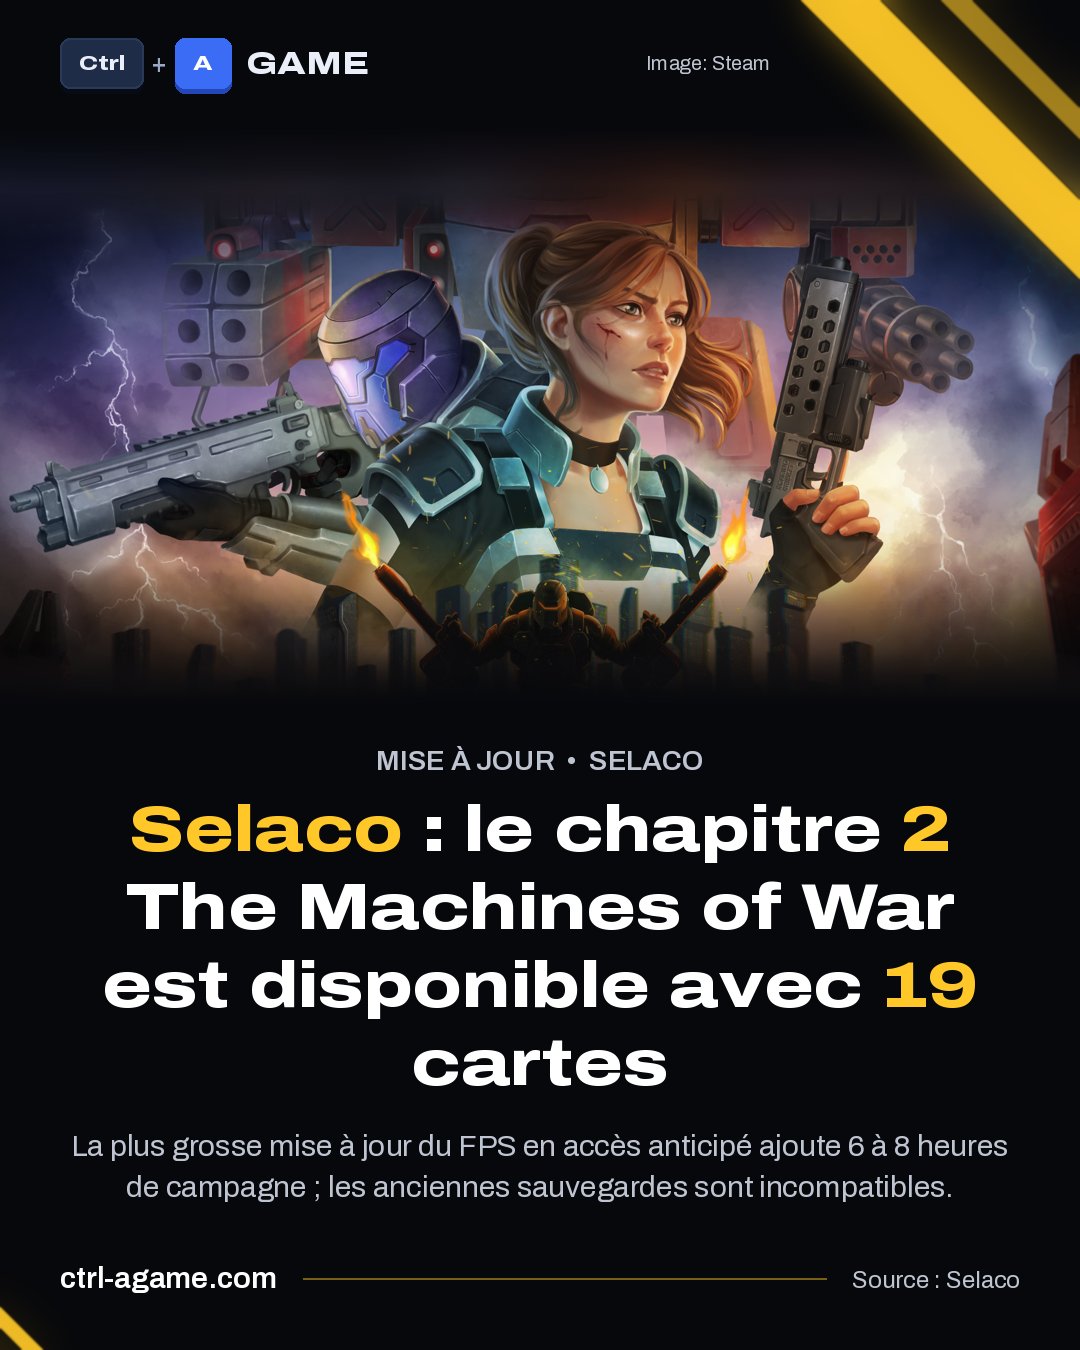 Ctrl + A GAME
Image: Steam
MISE À JOUR • SELACO
Selaco : le chapitre 2
The Machines of War
est disponible avec 19
cartes
La plus grosse mise à jour du FPS en accès anticipé ajoute 6 à 8 heures
de campagne ; les anciennes sauvegardes sont incompatibles.
ctrl-agame.com
Source : Selaco